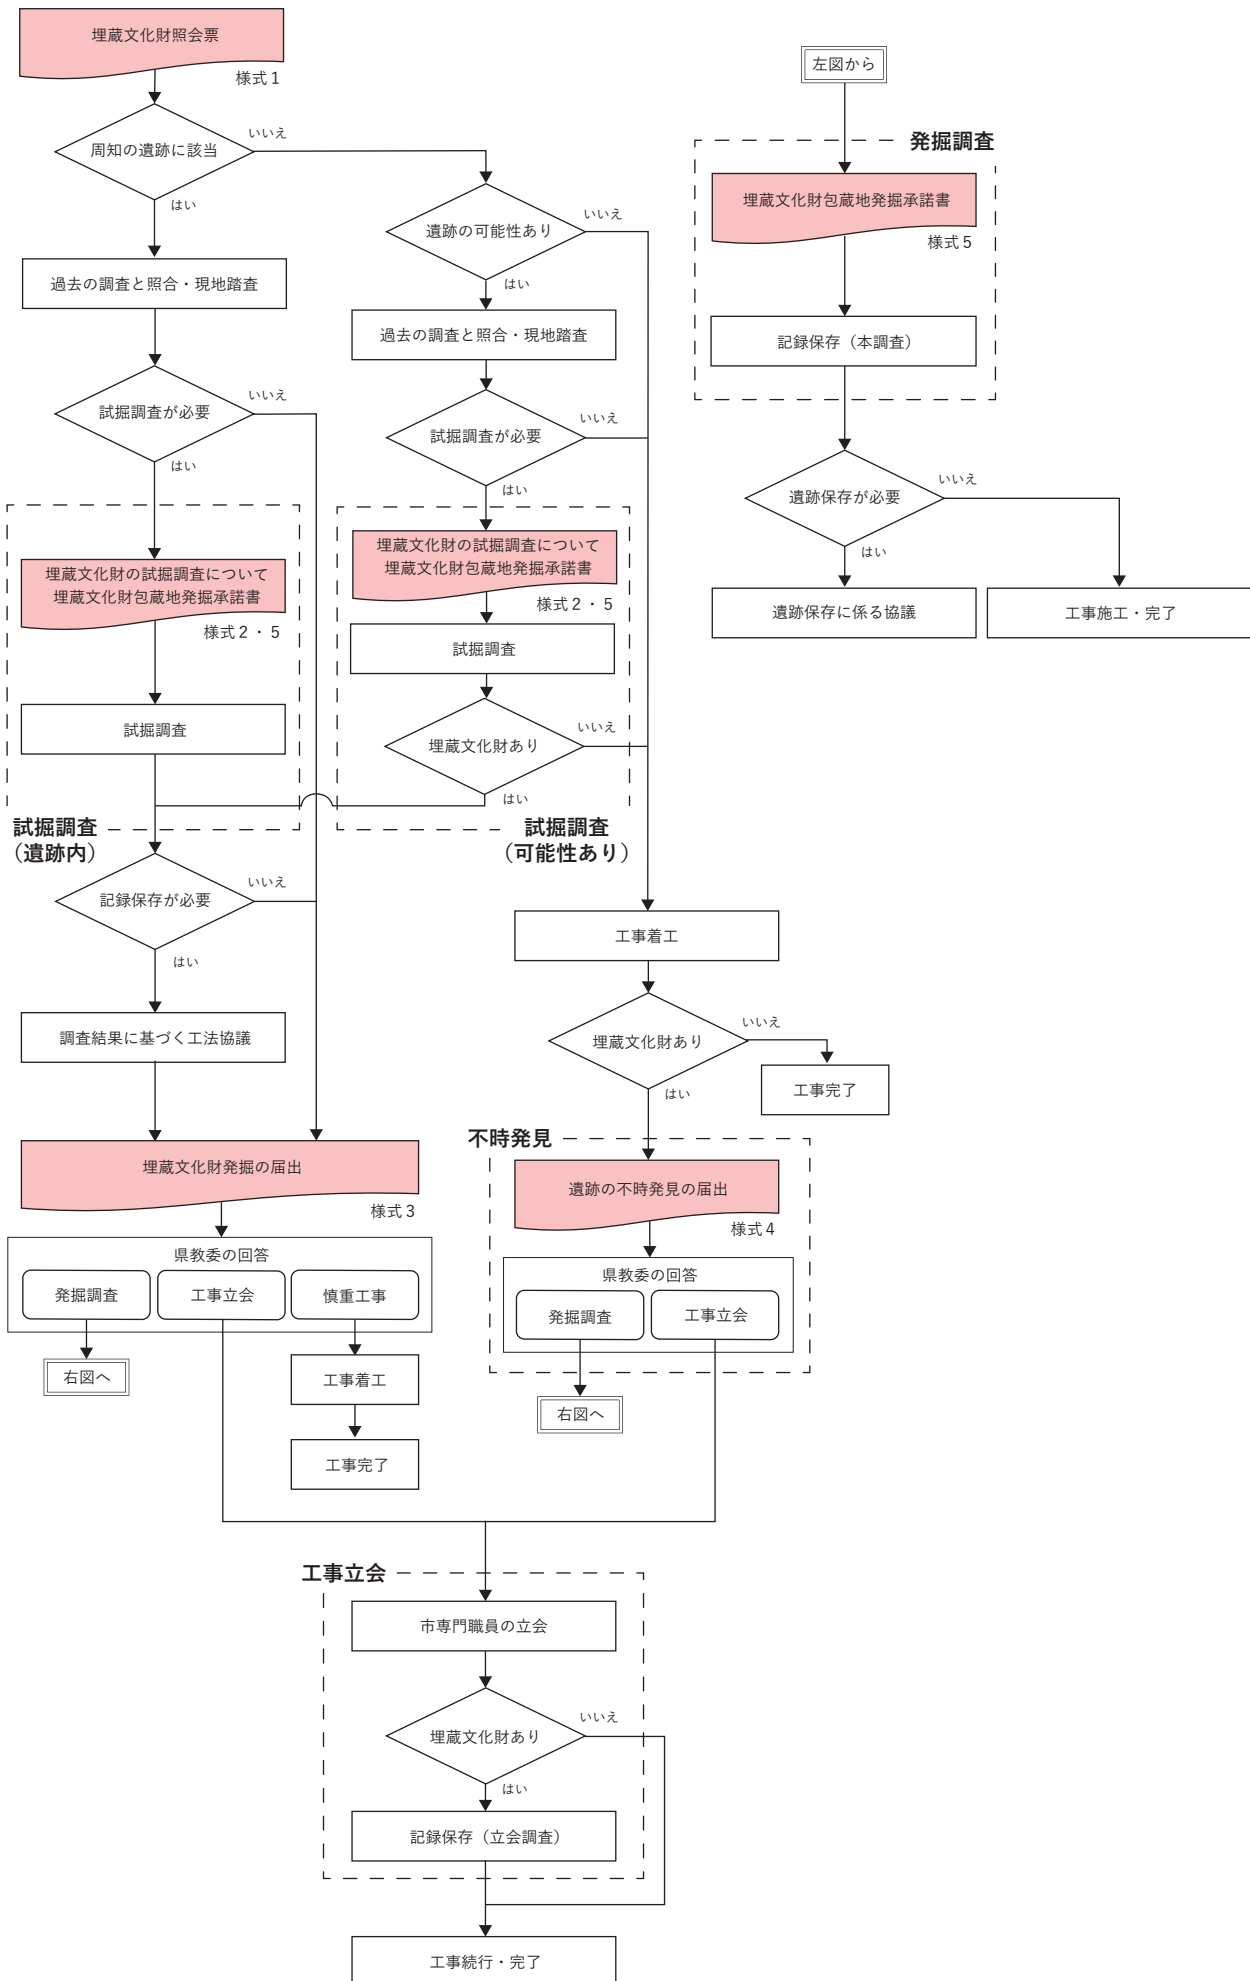 埋蔵文化財照会票
様式1
周知の遺跡に該当
いいえ
はい
過去の調査と照合・現地踏査
試掘調査が必要
いいえ
はい
埋蔵文化財の試掘調査について
埋蔵文化財包蔵地発掘承諾書
様式2・5
試掘調査
試掘調査
（遺跡内）
遺跡の可能性あり
いいえ
はい
過去の調査と照合・現地踏査
試掘調査が必要
いいえ
はい
埋蔵文化財の試掘調査について
埋蔵文化財包蔵地発掘承諾書
様式2・5
試掘調査
埋蔵文化財あり
いいえ
はい
試掘調査
（可能性あり）
記録保存が必要
いいえ
はい
調査結果に基づく工法協議
埋蔵文化財発掘の届出
様式3
県教委の回答
発掘調査
工事立会
慎重工事
右図へ
工事着工
工事完了
工事着工
埋蔵文化財あり
いいえ
はい
工事完了
不時発見
遺跡の不時発見の届出
様式4
県教委の回答
発掘調査
工事立会
右図へ
工事立会
市専門職員の立会
埋蔵文化財あり
いいえ
はい
記録保存（立会調査）
工事続行・完了
左図から
発掘調査
埋蔵文化財包蔵地発掘承諾書
様式5
記録保存（本調査）
遺跡保存が必要
いいえ
はい
遺跡保存に係る協議
工事施工・完了